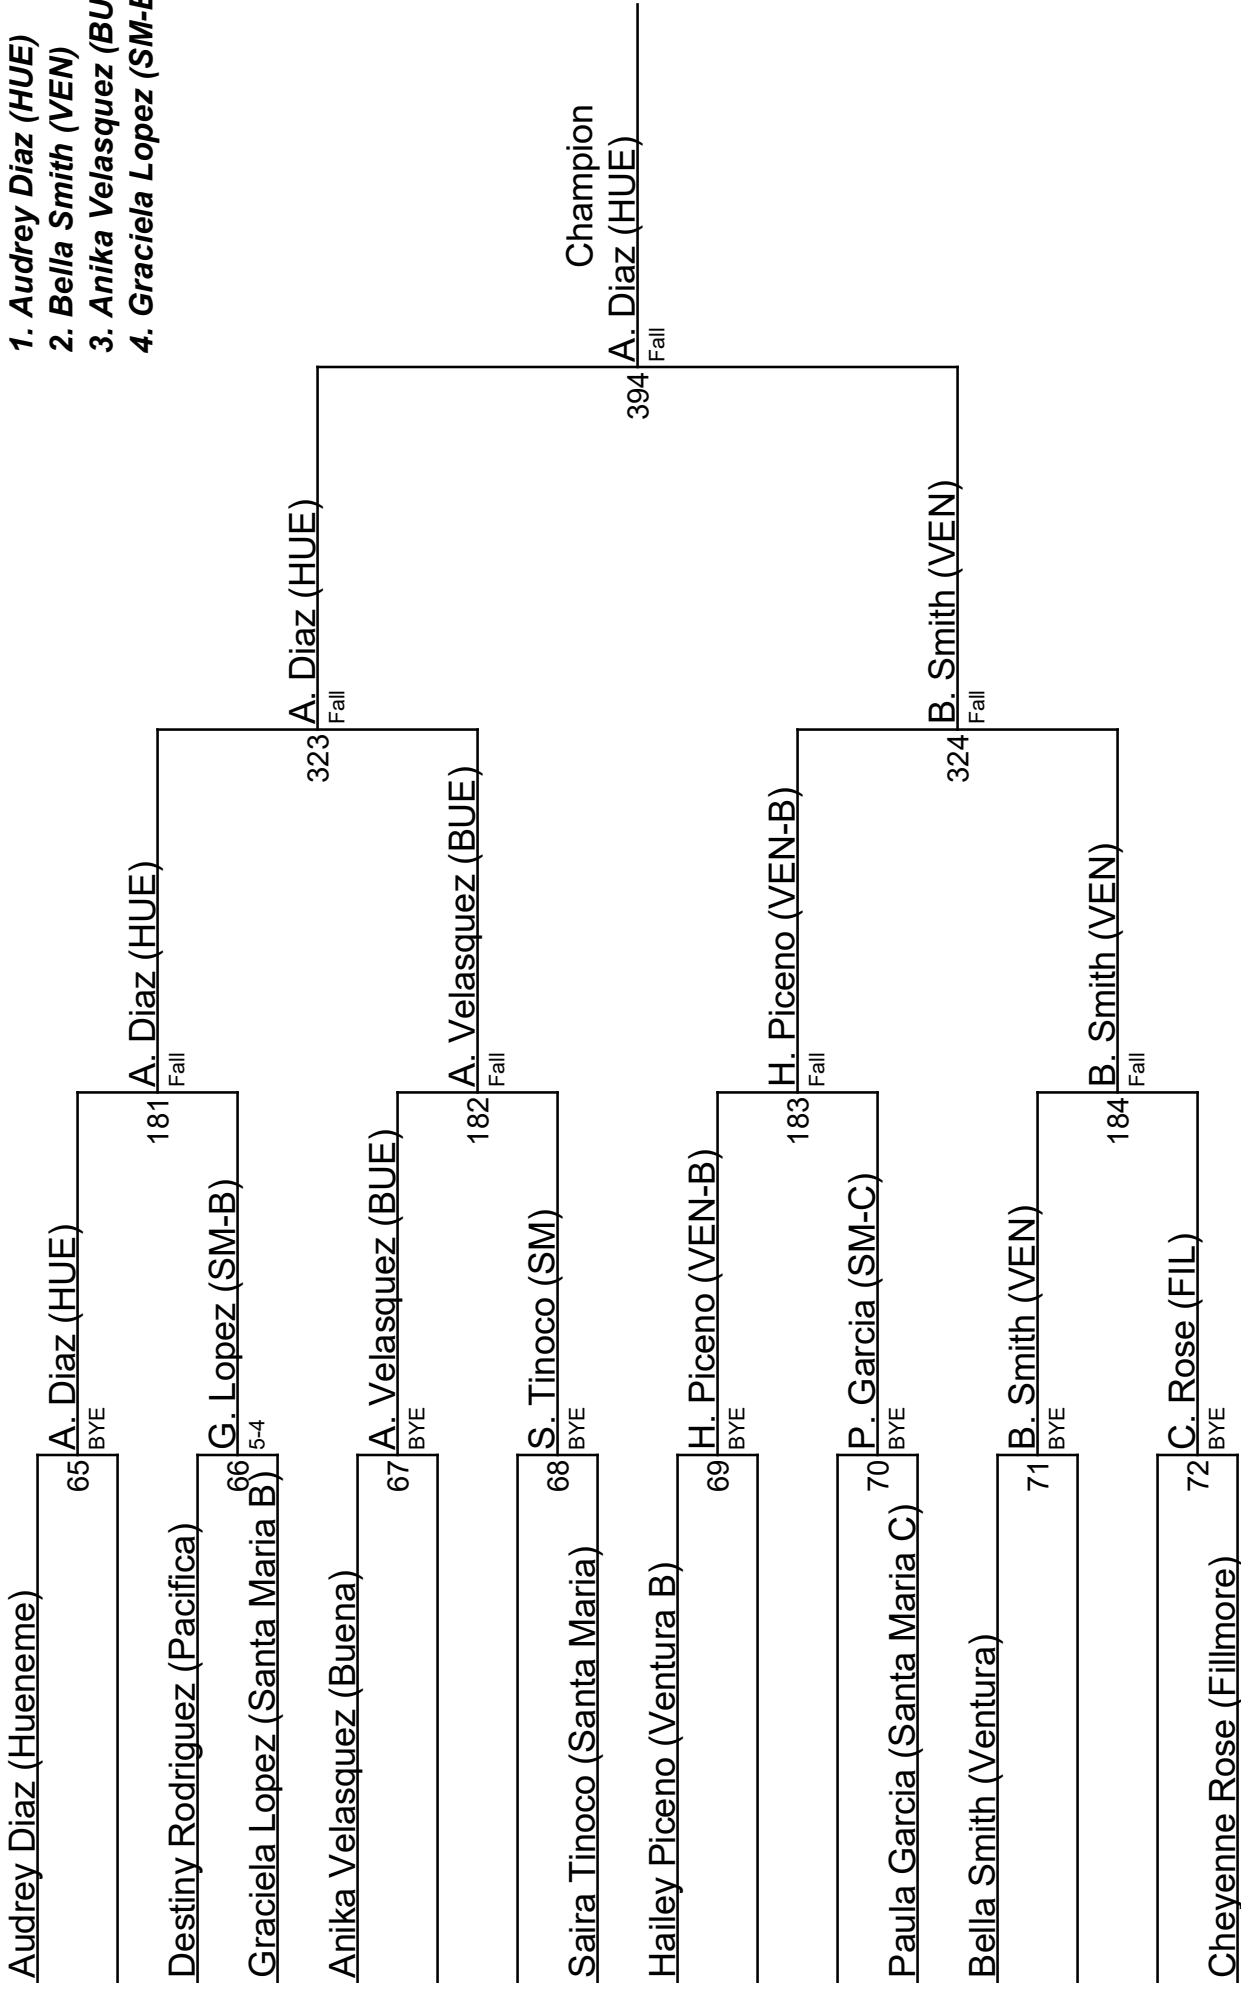 1. Audrey Diaz (HUE)
2. Bella Smith (VEN)
3. Anika Velasquez (BU
4. Graciela Lopez (SM-
Audrey Diaz (Hueneme)
65
A. Diaz (HUE)
BYE
Destiny Rodriguez (Pacifica)
66
Graciela Lopez (Santa Maria B)
G. Lopez (SM-B)
5-4
181
A. Diaz (HUE)
Fall
Anika Velasquez (Buena)
67
A. Velasquez (BUE)
BYE
68
Saira Tinoco (Santa Maria)
S. Tinoco (SM)
BYE
182
A. Velasquez (BUE)
Fall
323
A. Diaz (HUE)
Fall
Hailey Piceno (Ventura B)
69
H. Piceno (VEN-B)
BYE
70
Paula Garcia (Santa Maria C)
P. Garcia (SM-C)
BYE
183
H. Piceno (VEN-B)
Fall
Bella Smith (Ventura)
71
B. Smith (VEN)
BYE
72
Cheyenne Rose (Fillmore)
C. Rose (FIL)
BYE
184
B. Smith (VEN)
Fall
324
B. Smith (VEN)
Fall
394
Champion
A. Diaz (HUE)
Fall